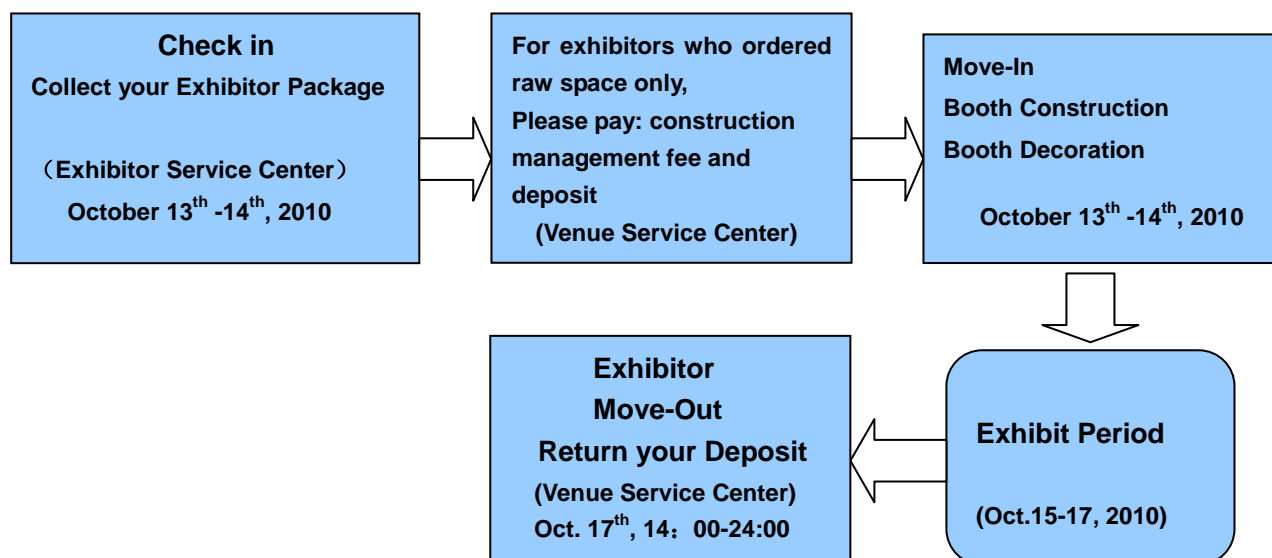 Check in
Collect your Exhibitor Package
（Exhibitor Service Center）
October 13th -14th, 2010
For exhibitors who ordered
raw space only,
Please pay: construction
management fee and
deposit
(Venue Service Center)
Move-In
Booth Construction
Booth Decoration
October 13th -14th, 2010
Exhibit Period
(Oct.15-17, 2010)
Exhibitor
Move-Out
Return your Deposit
(Venue Service Center)
Oct. 17th, 14：00-24:00